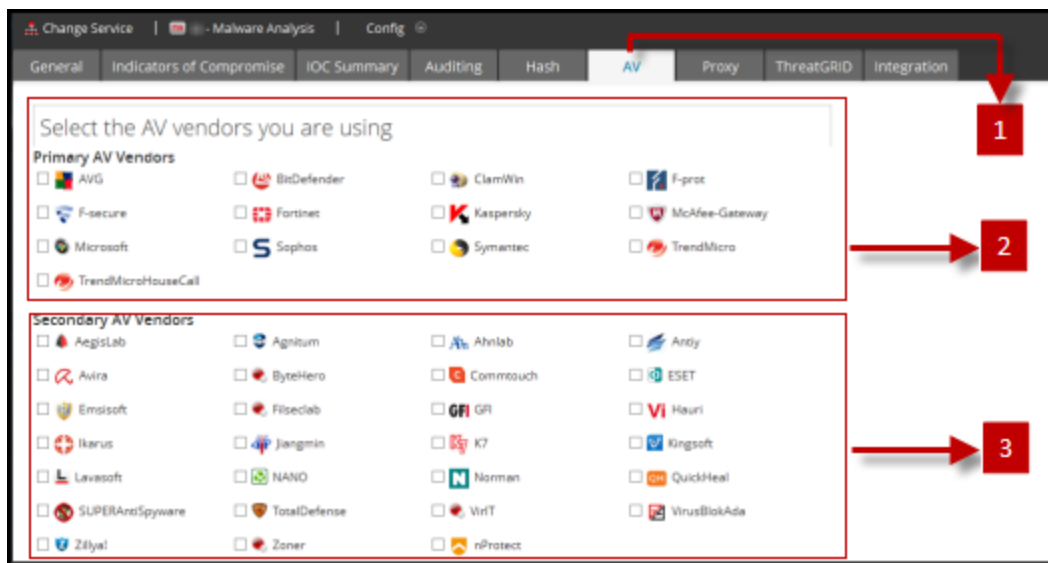 Change Service | - Malware Analysis | Config
General Indicators of Compromise IOC Summary Auditing Hash AV Proxy ThreatGRID Integration
1
Select the AV vendors you are using
Primary AV Vendors
AVG BitDefender ClamWin F-prot
F-secure Fortinet Kaspersky McAfee-Gateway
Microsoft Sophos Symantec TrendMicro
2
TrendMicroHouseCall
Secondary AV Vendors
AegisLab Agnitum Ahnlab Antiy
Avira ByteHero Commtouch ESET
Emsisoft Filseclab GFI GFI Hauri
Ikarus Jiangmin K7 Kingsoft
3
Lavasoft NANO Norman QuickHeal
SUPERAntiSpyware TotalDefense VirIT VirusBlokAda
Zillya! Zoner nProtect